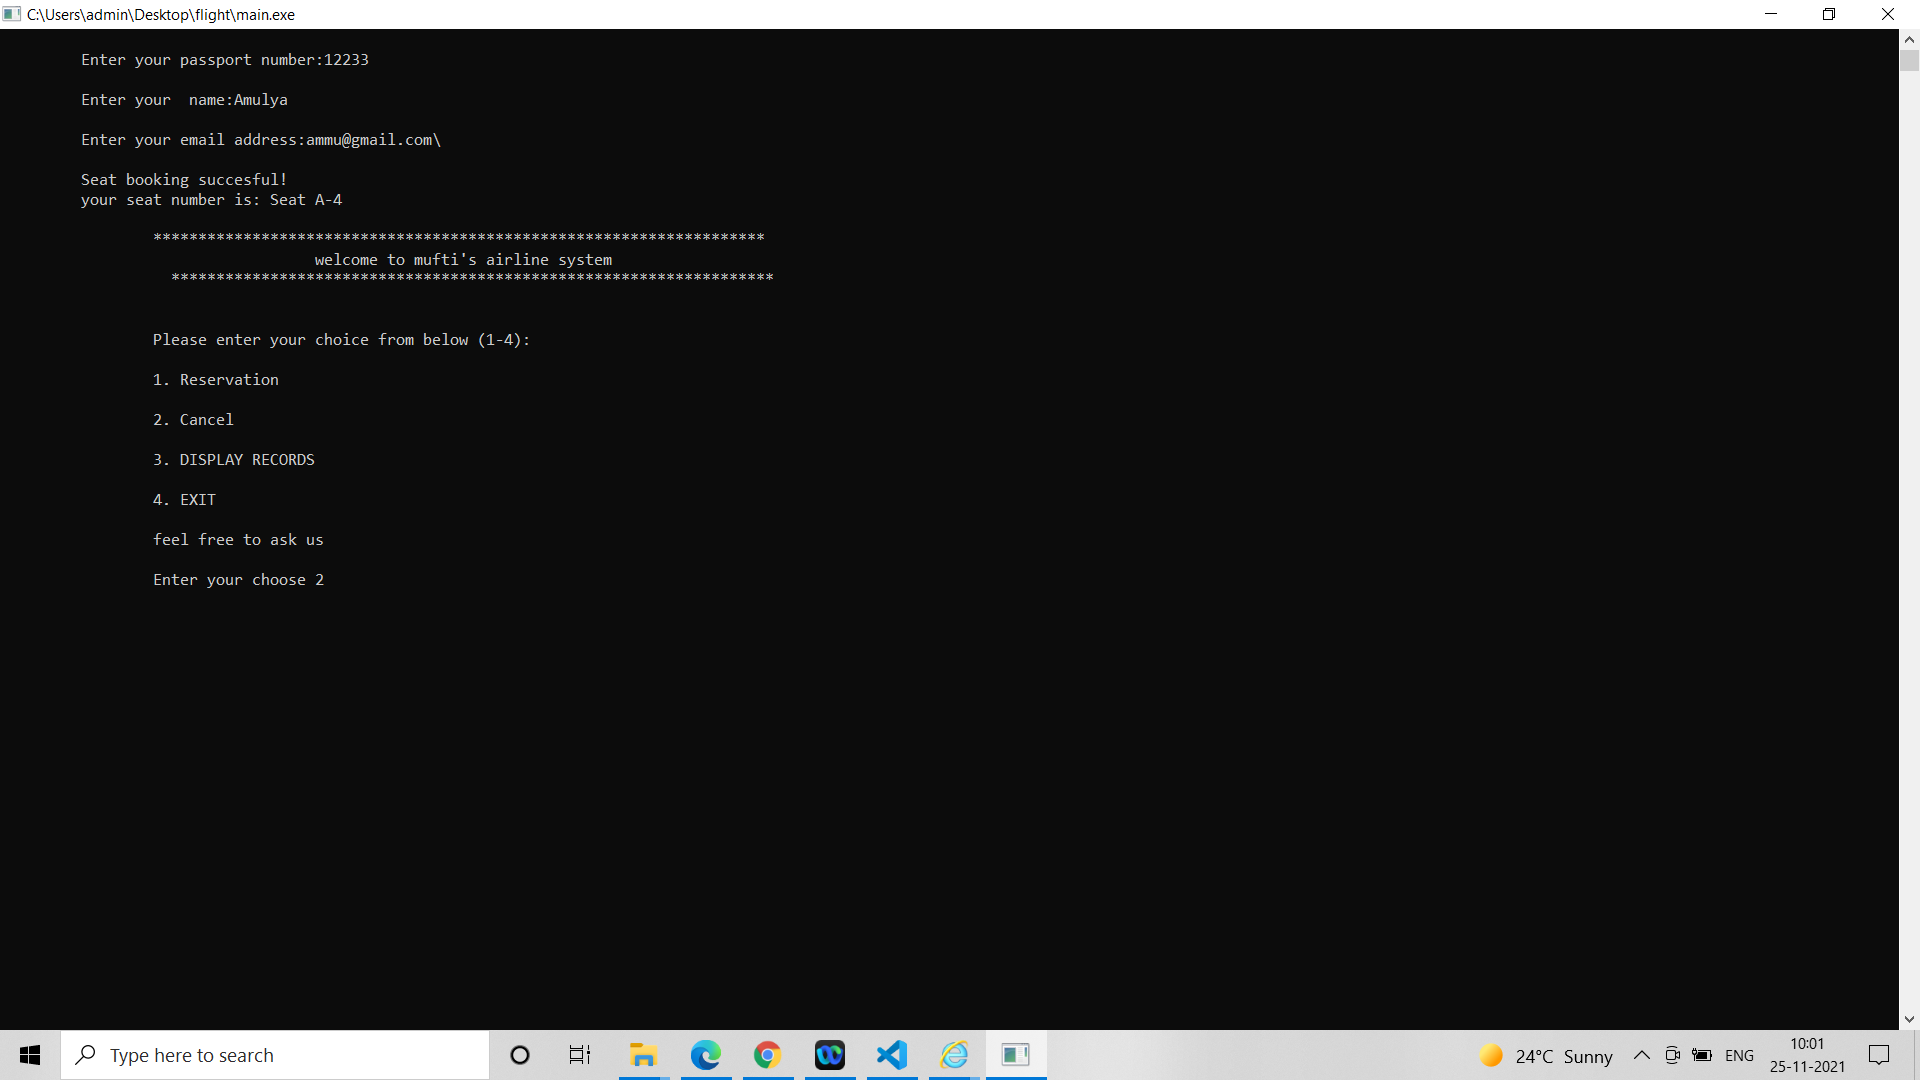 C:\Users\admin\Desktop\flight\main.exe
Enter your passport number:12233
Enter your  name:Amulya
Enter your email address:ammu@gmail.com\
Seat booking succesful!
your seat number is: Seat A-4
********************************************************************
welcome to mufti's airline system
*******************************************************************
Please enter your choice from below (1-4):
1. Reservation
2. Cancel
3. DISPLAY RECORDS
4. EXIT
feel free to ask us
Enter your choose 2
Type here to search
24°C  Sunny
ENG
10:01
25-11-2021